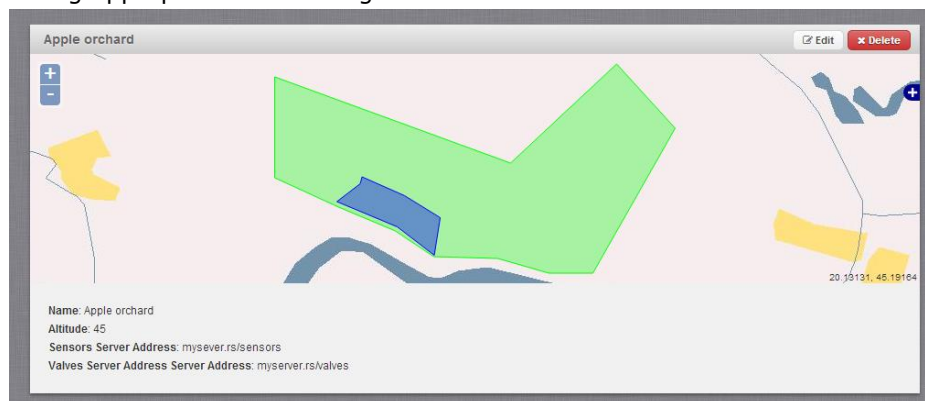 Apple orchard
Edit
Delete
+
-
+
20.13131, 45.19164
Name: Apple orchard
Altitude: 45
Sensors Server Address: mysever.rs/sensors
Valves Server Address Server Address: myserver.rs/valves